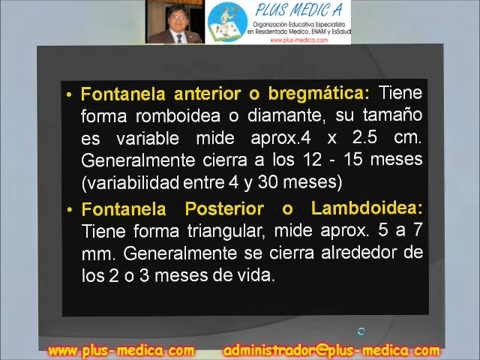 PLUS MEDIC A
Organización Educativa Especialista
en Residentado Medico, ENAM y EsSalud
www.plus-medica.com
• Fontanela anterior o bregmática: Tiene
forma romboidea o diamante, su tamaño
es variable mide aprox.4 x 2.5 cm.
Generalmente cierra a los 12 - 15 meses
(variabilidad entre 4 y 30 meses)
• Fontanela Posterior o Lambdoidea:
Tiene forma triangular, mide aprox. 5 a 7
mm. Generalmente se cierra alrededor de
los 2 o 3 meses de vida.
www.plus-medica.com administrador@plus-medica.com